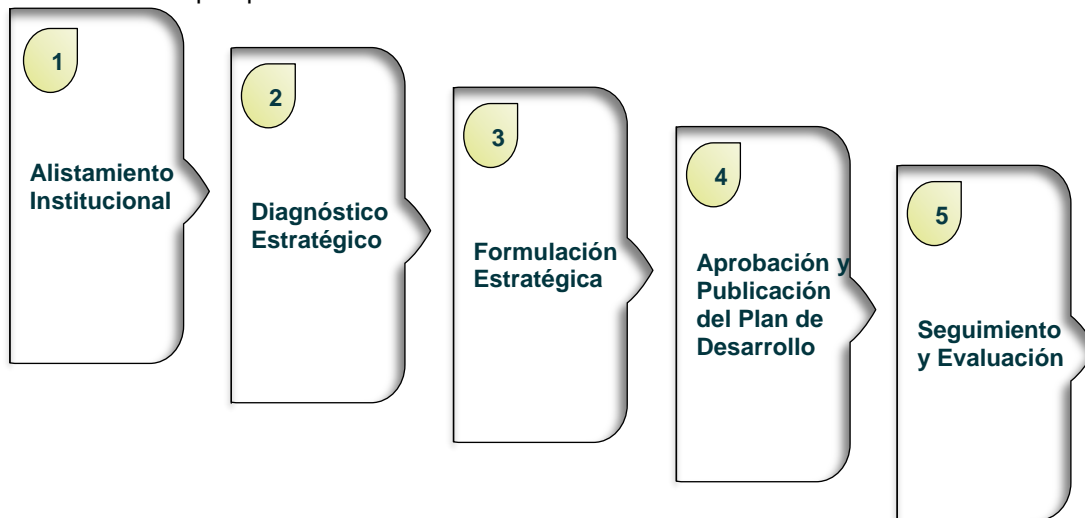 1
Alistamiento
Institucional
2
Diagnóstico
Estratégico
3
Formulación
Estratégica
4
Aprobación y
Publicación
del Plan de
Desarrollo
5
Seguimiento
y Evaluación